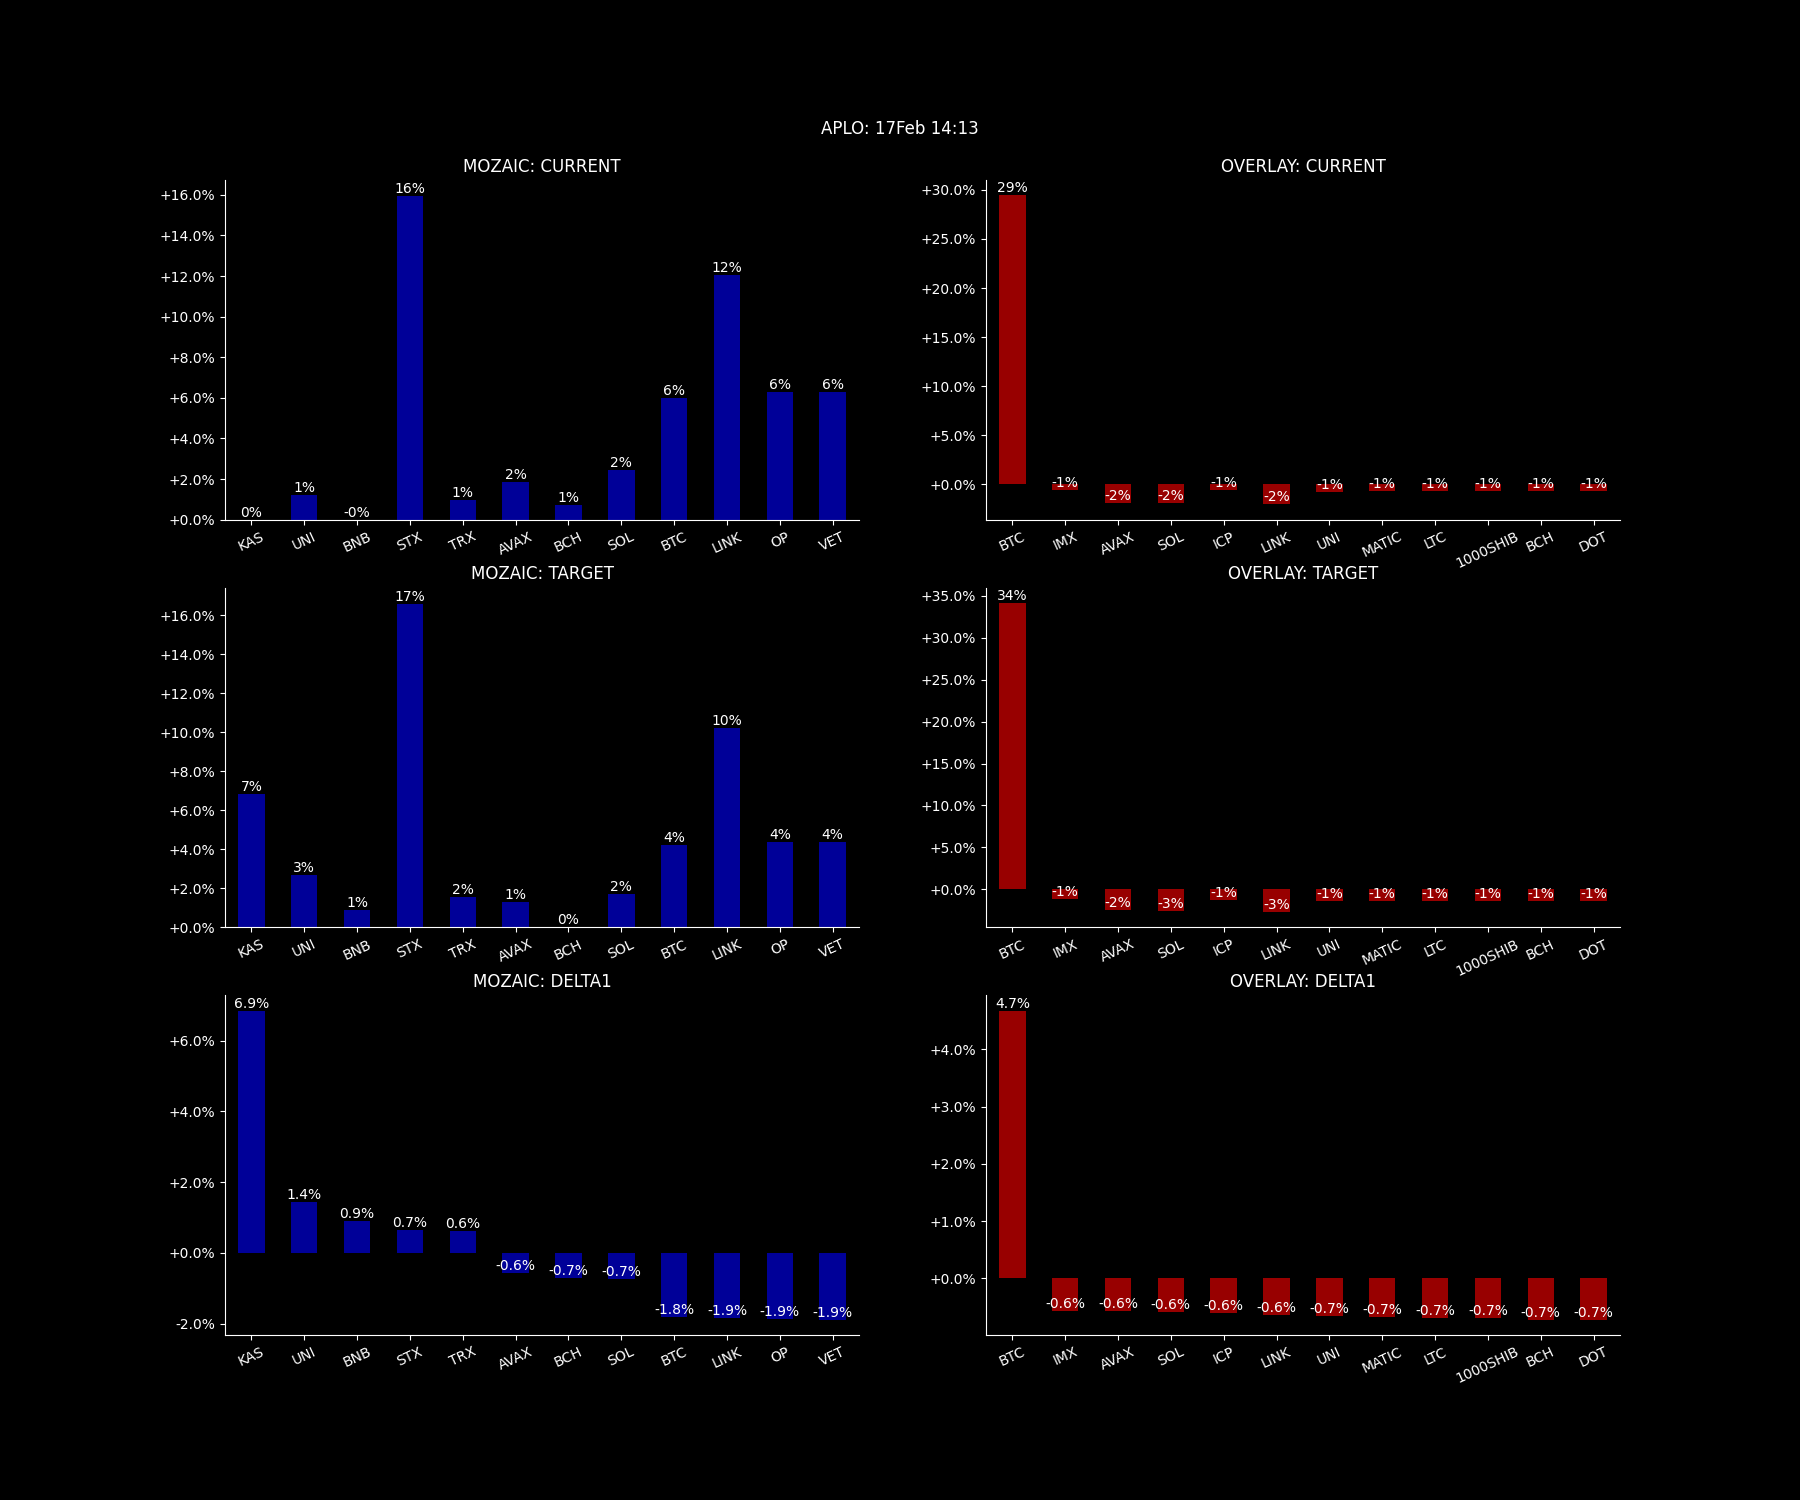 APLO: 17Feb 14:13
MOZAIC: CURRENT
+16.0%
+14.0%
+12.0%
+10.0%
+8.0%
+6.0%
+4.0%
+2.0%
+0.0%
0% 1% -0% 16% 1% 2% 1% 2% 6% 12% 6% 6%
KAS UNI BNB STX TRX AVAX BCH SOL BTC LINK OP VET
OVERLAY: CURRENT
+30.0%
+25.0%
+20.0%
+15.0%
+10.0%
+5.0%
+0.0%
29% -1% -2% -2% -1% -2% -1% -1% -1% -1% -1% -1%
BTC IMX AVAX SOL ICP LINK UNI MATIC LTC 1000SHIB BCH DOT
MOZAIC: TARGET
+16.0%
+14.0%
+12.0%
+10.0%
+8.0%
+6.0%
+4.0%
+2.0%
+0.0%
7% 3% 1% 17% 2% 1% 0% 2% 4% 10% 4% 4%
KAS UNI BNB STX TRX AVAX BCH SOL BTC LINK OP VET
OVERLAY: TARGET
+35.0%
+30.0%
+25.0%
+20.0%
+15.0%
+10.0%
+5.0%
+0.0%
34% -1% -2% -3% -1% -3% -1% -1% -1% -1% -1% -1%
BTC IMX AVAX SOL ICP LINK UNI MATIC LTC 1000SHIB BCH DOT
MOZAIC: DELTA1
+6.0%
+4.0%
+2.0%
+0.0%
-2.0%
6.9% 1.4% 0.9% 0.7% 0.6% -0.6% -0.7% -0.7% -1.8% -1.9% -1.9% -1.9%
KAS UNI BNB STX TRX AVAX BCH SOL BTC LINK OP VET
OVERLAY: DELTA1
+4.0%
+3.0%
+2.0%
+1.0%
+0.0%
4.7% -0.6% -0.6% -0.6% -0.6% -0.6% -0.7% -0.7% -0.7% -0.7% -0.7% -0.7%
BTC IMX AVAX SOL ICP LINK UNI MATIC LTC 1000SHIB BCH DOT